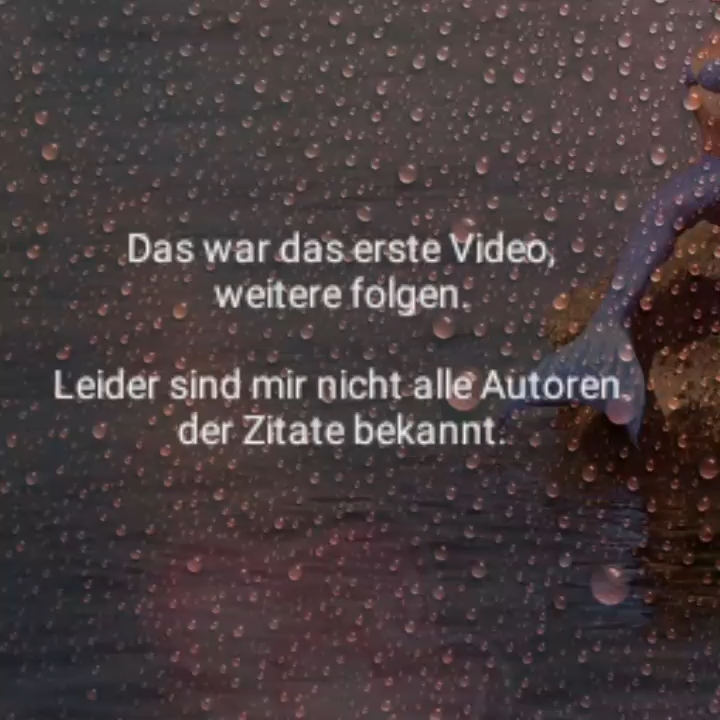 Das war das erste Video,
weitere folgen.
Leider sind mir nicht alle Autoren
der Zitate bekannt.